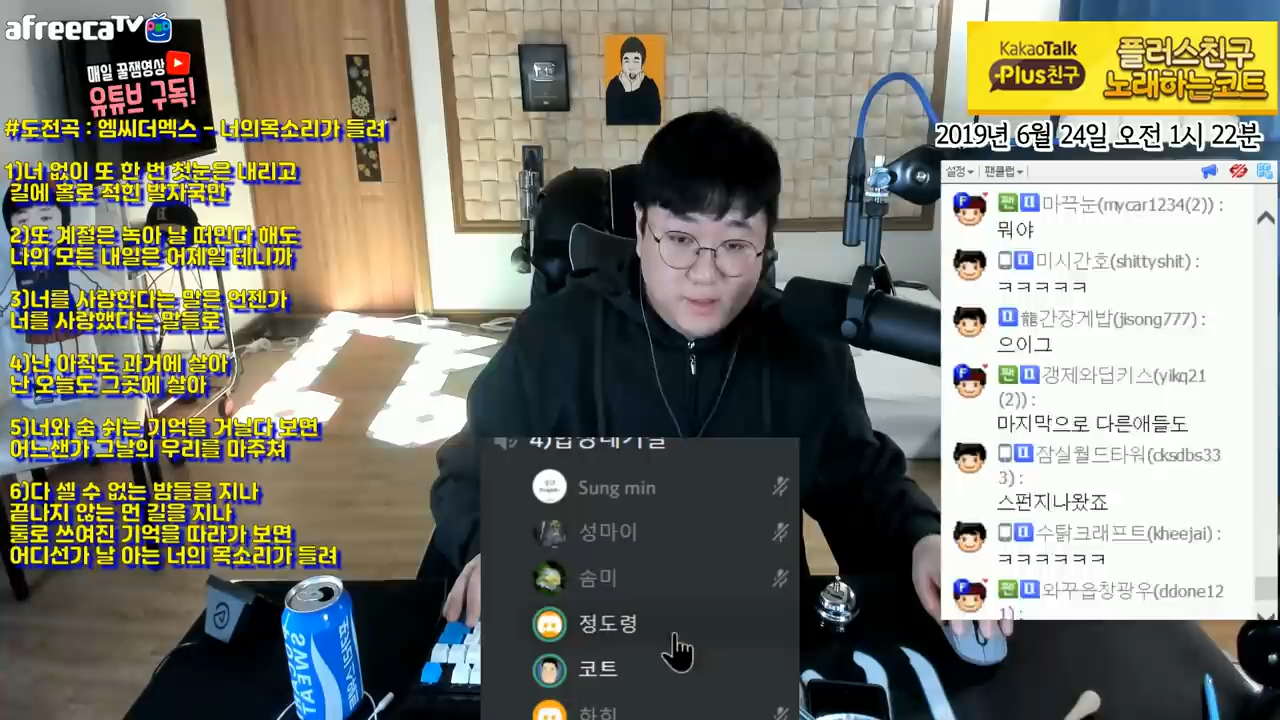 afreecaTV
매일 꿀잼영상
유튜브 구독!
#도전곡 : 엠씨더맥스 - 너의목소리가 들려
1)너 없이 또 한 번 첫눈은 내리고
길에 홀로 적힌 발자국만
2)또 계절은 녹아 날 떠민다 해도
나의 모든 내일은 어제일 테니까
3)너를 사랑한다는 말은 언젠가
너를 사랑했다는 말들로
4)난 아직도 과거에 살아
난 오늘도 그곳에 살아
5)너와 숨 쉬는 기억을 거닐다 보면
어느샌가 그날의 우리를 마주쳐
6)다 셀 수 없는 밤들을 지나
끝나지 않는 먼 길을 지나
둘로 쓰여진 기억을 따라가 보면
어디선가 날 아는 너의 목소리가 들려
Sung min
성마이
솜미
정도령
코트
KakaoTalk
Plus친구
플러스친구
노래하는코트
2019년 6월 24일 오전 1시 22분
설정 팬클럽
팬 마끅눈(mycar1234(2)) :
뭐야
미시간호(shittyshit) :
ㅋㅋㅋㅋㅋ
龍간장게밥(jisong777) :
으이그
팬 갱제와딥키스(yikq21
(2)) :
마지막으로 다른애들도
잠실월드타워(cksdbs33
3) :
스펀지나왔죠
수탉크래프트(kheejai) :
ㅋㅋㅋㅋㅋㅋ
팬 와꾸읍창광우(ddone12
1) :
SWEAT